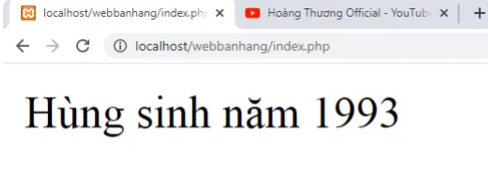 localhost/webbanhang/index.php
Hoàng Thương Official - YouTube
localhost/webbanhang/index.php
Hùng sinh năm 1993